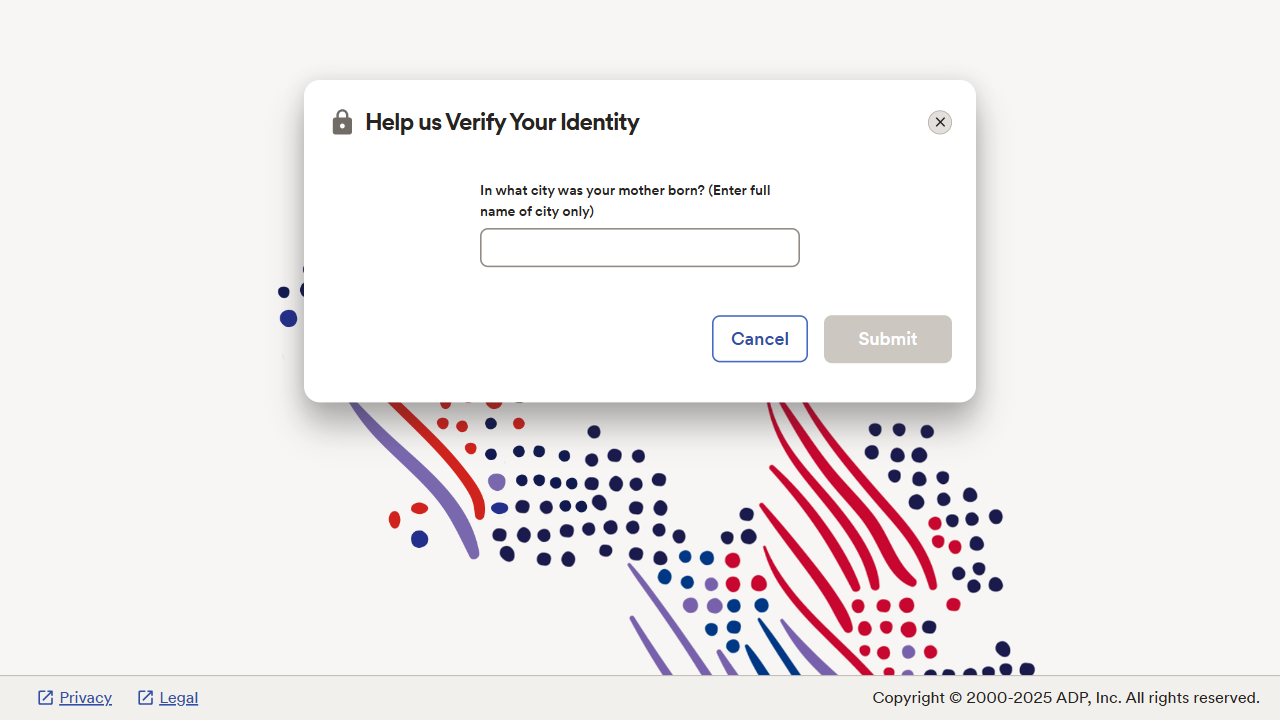 Help us Verify Your Identity
In what city was your mother born? (Enter full
name of city only)
Cancel
Submit
Privacy
Legal
Copyright © 2000-2025 ADP, Inc. All rights reserved.